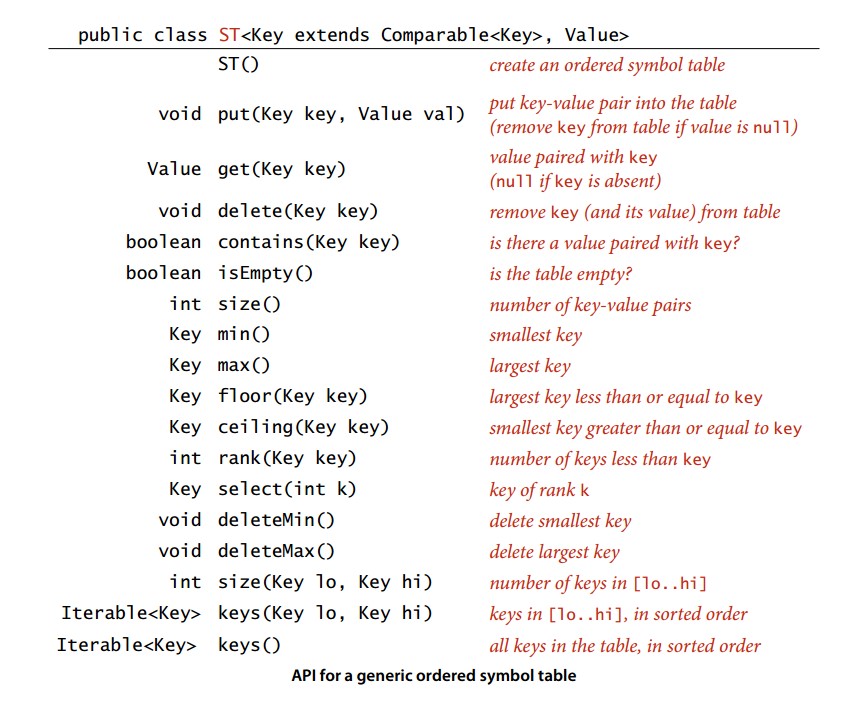 public class ST<Key extends Comparable<Key>, Value>
ST() create an ordered symbol table
void put(Key key, Value val) put key-value pair into the table
(remove key from table if value is null)
Value get(Key key) value paired with key
(null if key is absent)
void delete(Key key) remove key (and its value) from table
boolean contains(Key key) is there a value paired with key?
boolean isEmpty() is the table empty?
int size() number of key-value pairs
Key min() smallest key
Key max() largest key
Key floor(Key key) largest key less than or equal to key
Key ceiling(Key key) smallest key greater than or equal to key
int rank(Key key) number of keys less than key
Key select(int k) key of rank k
void deleteMin() delete smallest key
void deleteMax() delete largest key
int size(Key lo, Key hi) number of keys in [lo..hi]
Iterable<Key> keys(Key lo, Key hi) keys in [lo..hi], in sorted order
Iterable<Key> keys() all keys in the table, in sorted order
API for a generic ordered symbol table